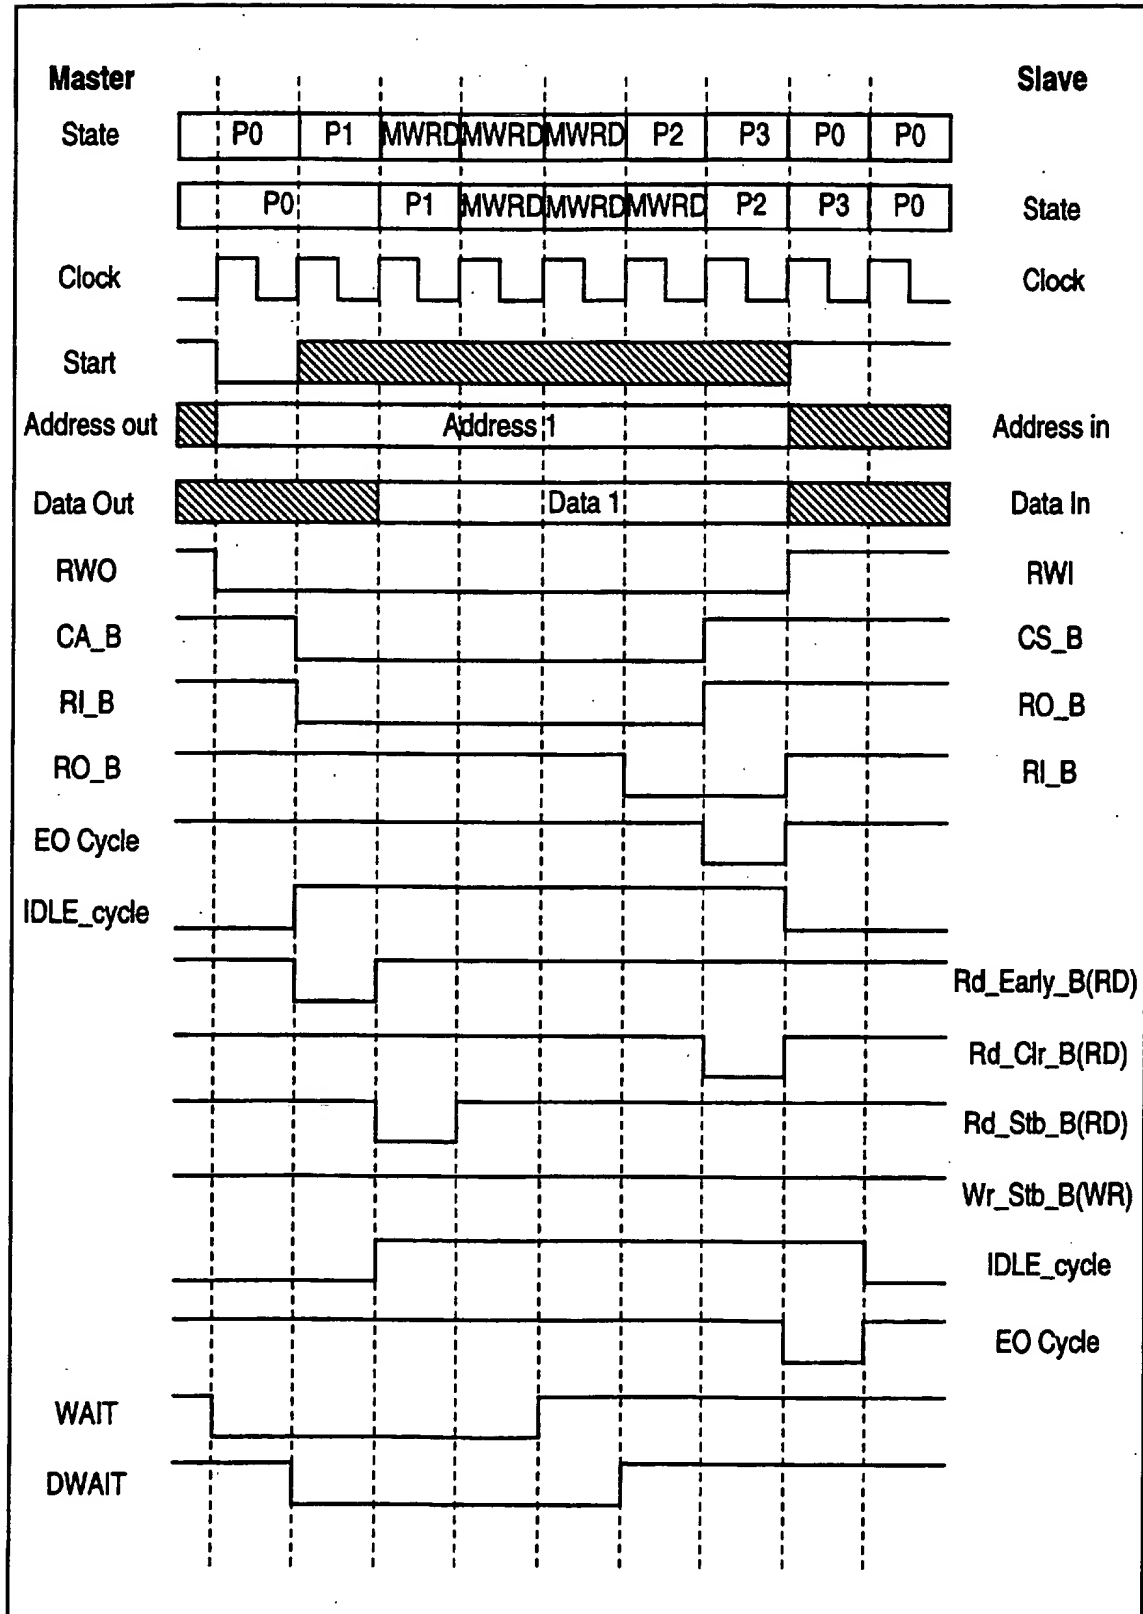 Master Slave
State P0 P1 MWRD MWRD MWRD P2 P3 P0 P0
P0 P1 MWRD MWRD MWRD P2 P3 P0 State
Clock Clock
Start
Address out Address 1 Address in
Data Out Data 1 Data In
RWO RWI
CA_B CS_B
RI_B RO_B
RO_B RI_B
EO Cycle
IDLE_cycle
Rd_Early_B(RD)
Rd_Clr_B(RD)
Rd_Stb_B(RD)
Wr_Stb_B(WR)
IDLE_cycle
EO Cycle
WAIT
DWAIT